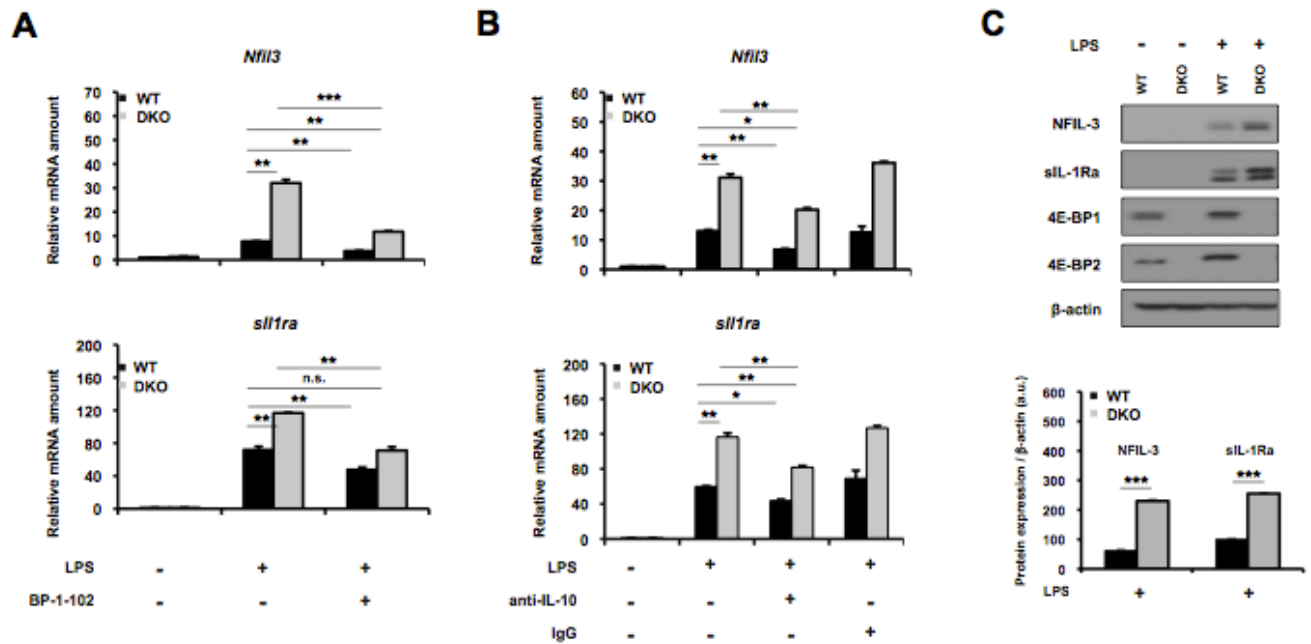 A
Nfil3
Relative mRNA amount
70
60
50
40
30
20
10
0
WT
DKO
***
**
**
**
sIl1ra
Relative mRNA amount
200
160
120
80
40
0
WT
DKO
**
n.s.
**
**
LPS - + +
BP-1-102 - - +
B
Nfil3
Relative mRNA amount
60
50
40
30
20
10
0
WT
DKO
**
*
**
**
sIl1ra
Relative mRNA amount
200
160
120
80
40
0
WT
DKO
**
**
*
**
LPS - + + +
anti-IL-10 - - + -
IgG - - - +
C
LPS - - + +
WT DKO WT DKO
NFIL-3
sIL-1Ra
4E-BP1
4E-BP2
β-actin
Protein expression / β-actin (a.u.)
600
500
400
300
200
100
0
WT
DKO
NFIL-3 sIL-1Ra
*** ***
LPS + +